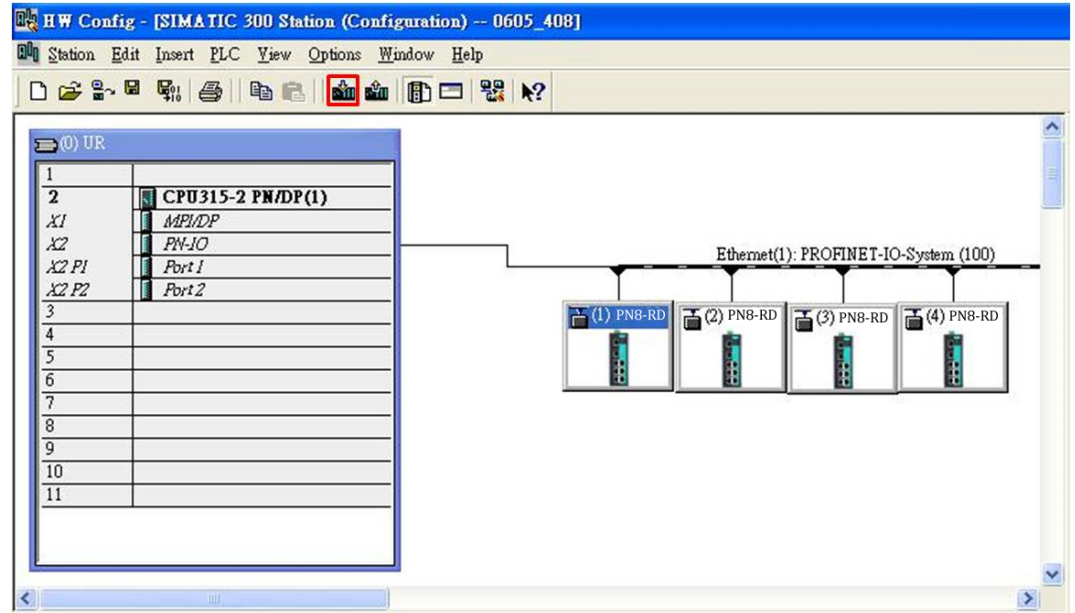 HW Config - [SIMATIC 300 Station (Configuration) -- 0605_408]
Station Edit Insert PLC View Options Window Help
(0) UR
1
2 CPU315-2 PN/DP(1)
X1 MPI/DP
X2 PN-IO
X2 P1 Port 1
X2 P2 Port 2
3
4
5
6
7
8
9
10
11
Ethernet(1): PROFINET-IO-System (100)
(1) PN8-RD (2) PN8-RD (3) PN8-RD (4) PN8-RD